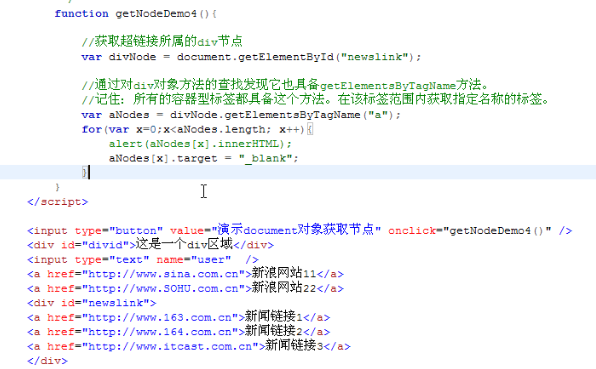 function getNodeDemo4(){
//获取超链接所属的div节点
var divNode = document.getElementById("newslink");
//通过对div对象方法的查找发现它也具备getElementsByTagName方法。
//记住: 所有的容器型标签都具备这个方法。在该标签范围内获取指定名称的标签。
var aNodes = divNode.getElementsByTagName("a");
for(var x=0;x<aNodes.length; x++){
alert(aNodes[x].innerHTML);
aNodes[x].target = "_blank";
}
}
</script>
<input type="button" value="演示document对象获取节点" onclick="getNodeDemo4()" />
<div id="divid">这是一个div区域</div>
<input type="text" name="user"  />
<a href="http://www.sina.com.cn">新浪网站11</a>
<a href="http://www.SOHU.com.cn">新浪网站22</a>
<div id="newslink">
<a href="http://www.163.com.cn">新闻链接1</a>
<a href="http://www.164.com.cn">新闻链接2</a>
<a href="http://www.itcast.com.cn">新闻链接3</a>
</div>